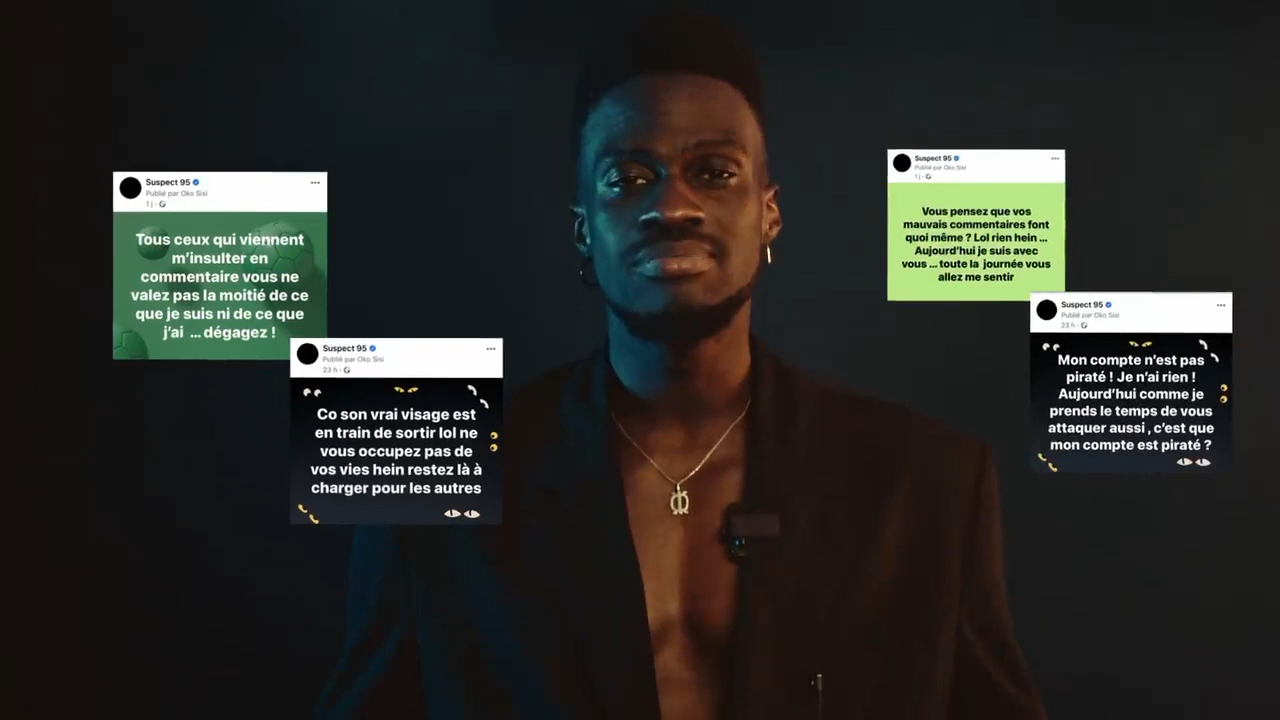 Suspect 95
Publié par Oko Sisi
1 j
Tous ceux qui viennent
m'insulter en
commentaire vous ne
valez pas la moitié de ce
que je suis ni de ce que
j'ai ... dégagez !
Suspect 95
Publié par Oko Sisi
23 h
Co son vrai visage est
en train de sortir lol ne
vous occupez pas de
vos vies hein restez là à
charger pour les autres
Suspect 95
Publié par Oko Sisi
1 j
Vous pensez que vos
mauvais commentaires font
quoi même ? Lol rien hein ...
Aujourd'hui je suis avec
vous ... toute la journée vous
allez me sentir
Suspect 95
Publié par Oko Sisi
23 h
Mon compte n'est pas
piraté ! Je n'ai rien !
Aujourd'hui comme je
prends le temps de vous
attaquer aussi , c'est que
mon compte est piraté ?